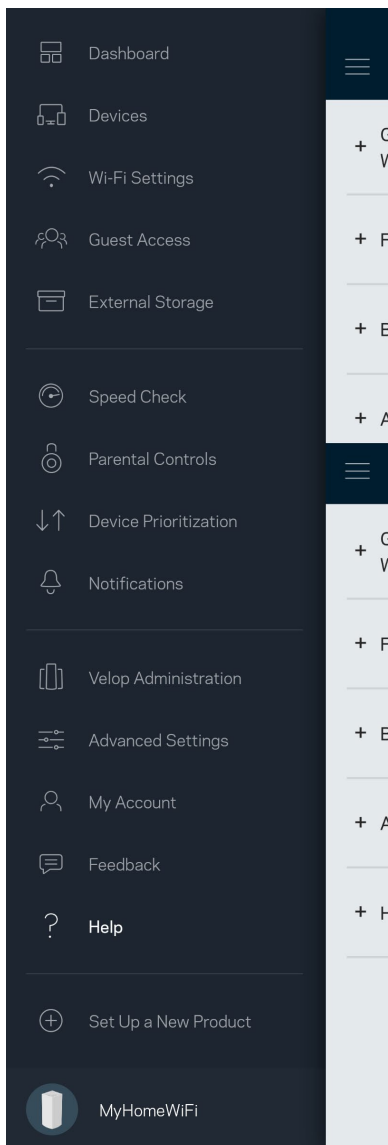 Dashboard
Devices
Wi-Fi Settings
Guest Access
External Storage
Speed Check
Parental Controls
Device Prioritization
Notifications
Velop Administration
Advanced Settings
My Account
Feedback
Help
Set Up a New Product
MyHomeWiFi